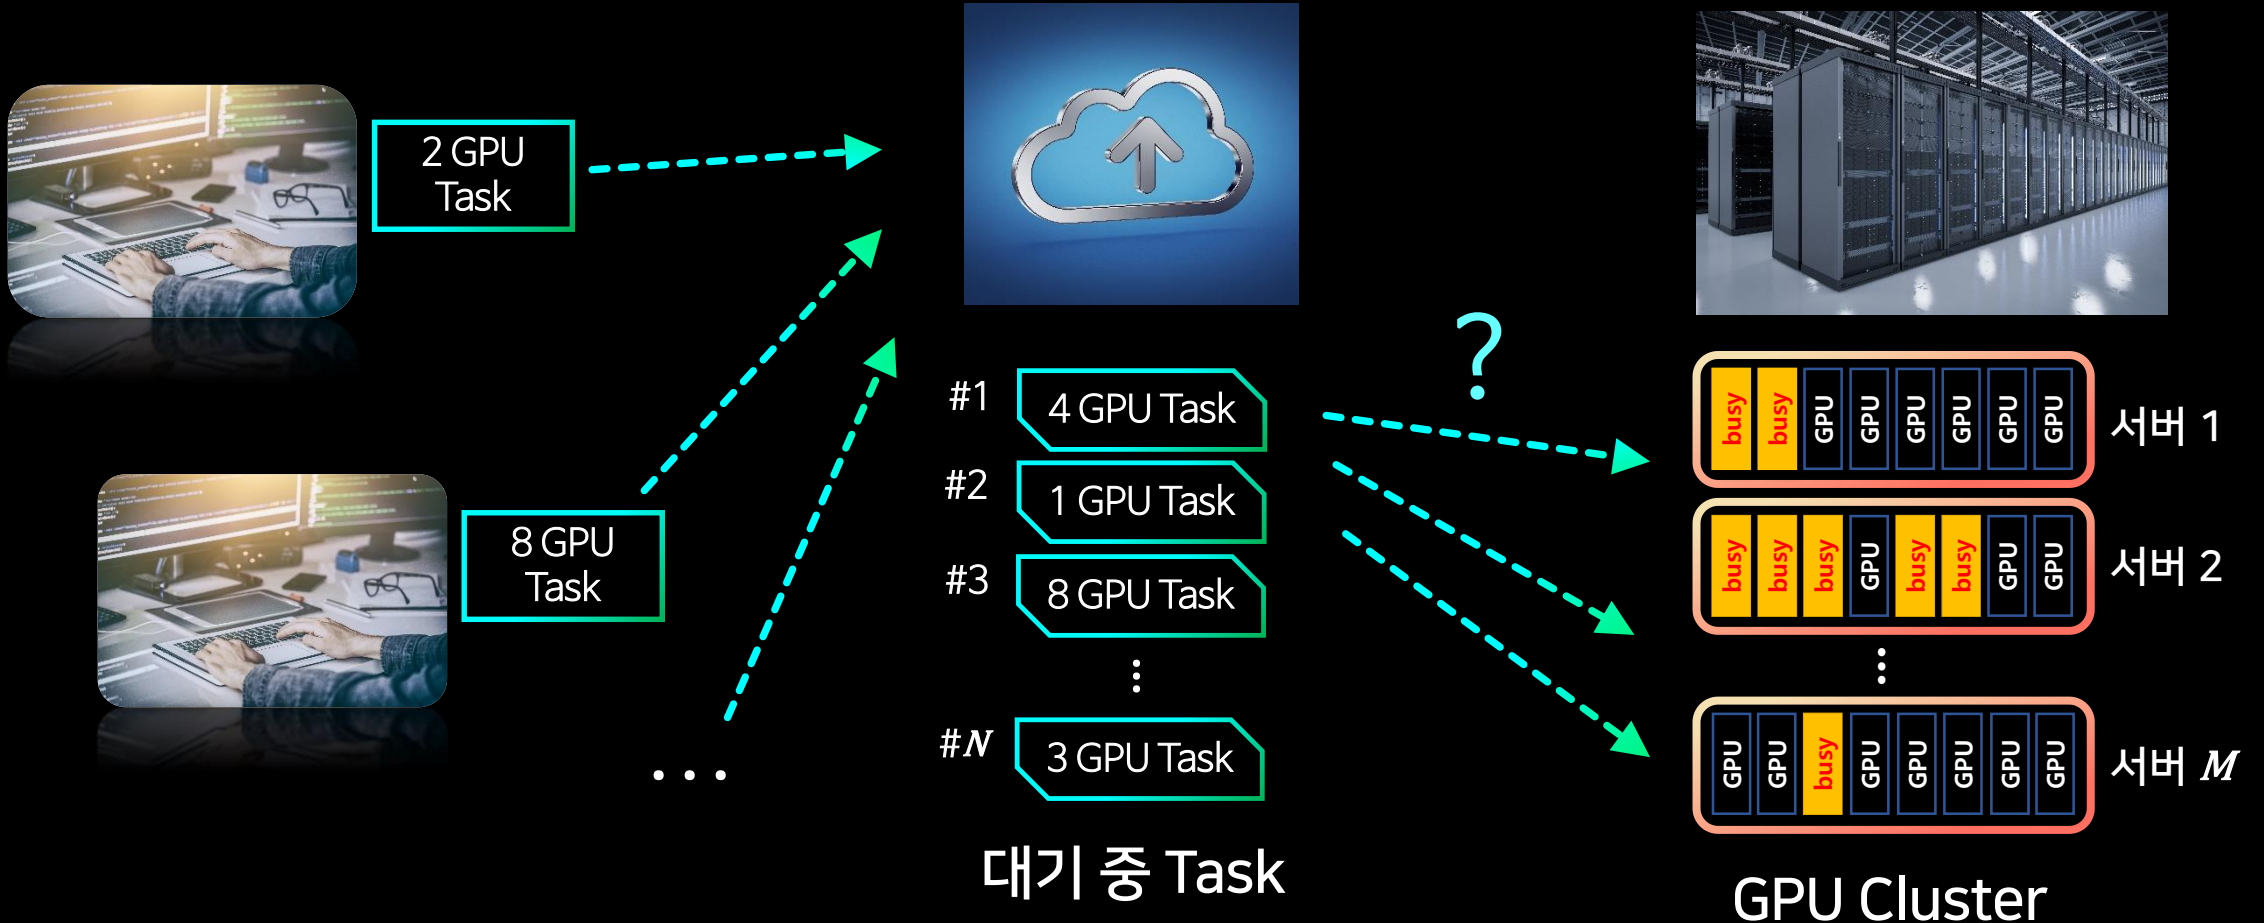 2 GPU
Task
8 GPU
Task
...
#1 4 GPU Task
#2 1 GPU Task
#3 8 GPU Task
⋮
#N 3 GPU Task
대기 중 Task
?
busy busy GPU GPU GPU GPU GPU GPU 서버 1
busy busy busy GPU busy busy GPU GPU 서버 2
⋮
GPU GPU busy GPU GPU GPU GPU GPU 서버 M
GPU Cluster